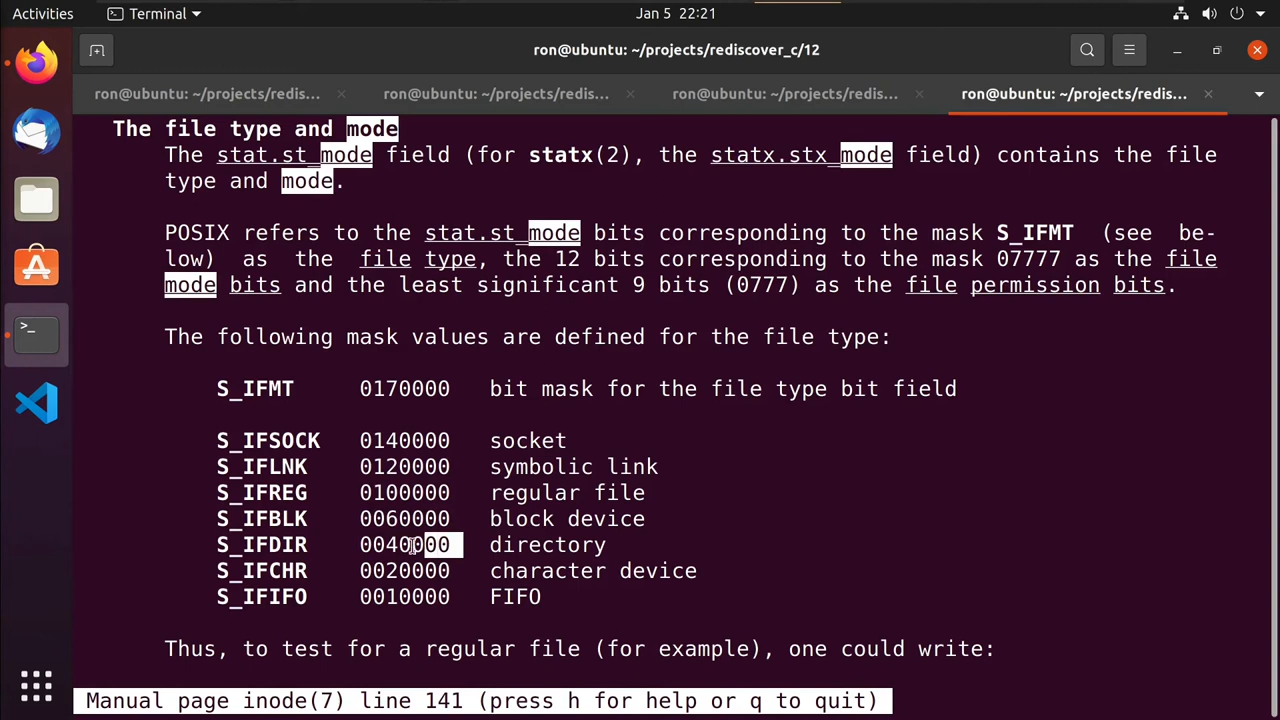 Activities Terminal Jan 5 22:21
ron@ubuntu: ~/projects/rediscover_c/12
ron@ubuntu: ~/projects/redis... ron@ubuntu: ~/projects/redis... ron@ubuntu: ~/projects/redis... ron@ubuntu: ~/projects/redis...
The file type and mode
The stat.st_mode field (for statx(2), the statx.stx_mode field) contains the file
type and mode.
POSIX refers to the stat.st_mode bits corresponding to the mask S_IFMT (see be-
low) as the file type, the 12 bits corresponding to the mask 07777 as the file
mode bits and the least significant 9 bits (0777) as the file permission bits.
The following mask values are defined for the file type:
S_IFMT 0170000 bit mask for the file type bit field
S_IFSOCK 0140000 socket
S_IFLNK 0120000 symbolic link
S_IFREG 0100000 regular file
S_IFBLK 0060000 block device
S_IFDIR 0040000 directory
S_IFCHR 0020000 character device
S_IFIFO 0010000 FIFO
Thus, to test for a regular file (for example), one could write:
Manual page inode(7) line 141 (press h for help or q to quit)